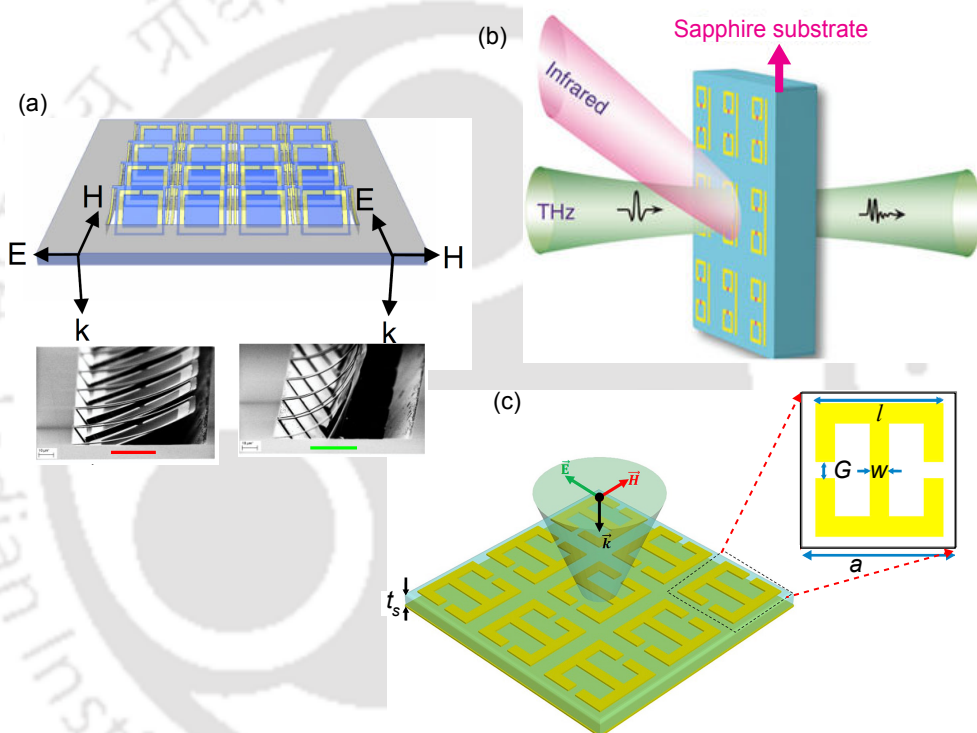 (a)
H
E
E
H
k
k
(b)
Sapphire substrate
Infrared
THz
(c)
E
H
k
t_s
l
G
w
a